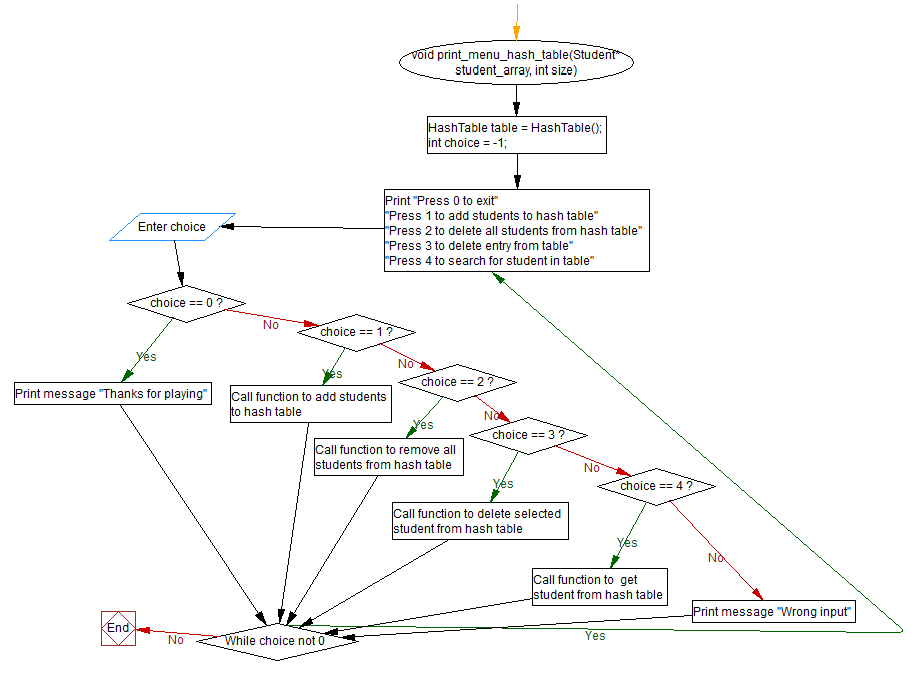 void print_menu_hash_table(Student*
student_array, int size)
HashTable table = HashTable();
int choice = -1;
Print "Press 0 to exit"
"Press 1 to add students to hash table"
"Press 2 to delete all students from hash table"
"Press 3 to delete entry from table"
"Press 4 to search for student in table"
Enter choice
choice == 0 ?
No
Yes
Print message "Thanks for playing"
choice == 1 ?
No
Yes
Call function to add students
to hash table
choice == 2 ?
No
Yes
Call function to remove all
students from hash table
choice == 3 ?
No
Yes
Call function to delete selected
student from hash table
choice == 4 ?
Yes
No
Call function to  get
student from hash table
Print message "Wrong input"
While choice not 0
Yes
No
End